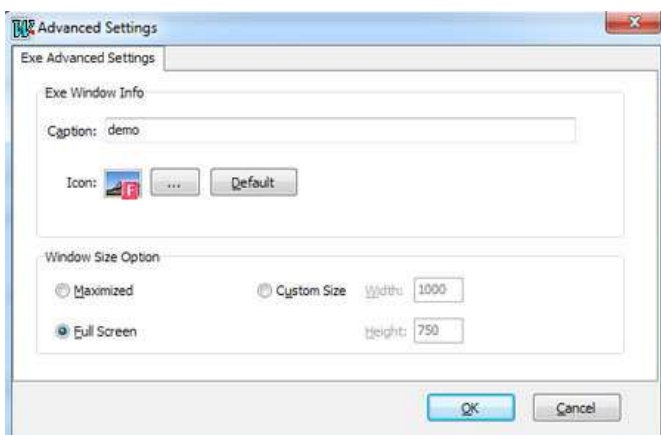 Advanced Settings
Exe Advanced Settings
Exe Window Info
Caption: demo
Icon: ... Default
Window Size Option
Maximized Custom Size Width: 1000
Full Screen Height: 750
OK Cancel